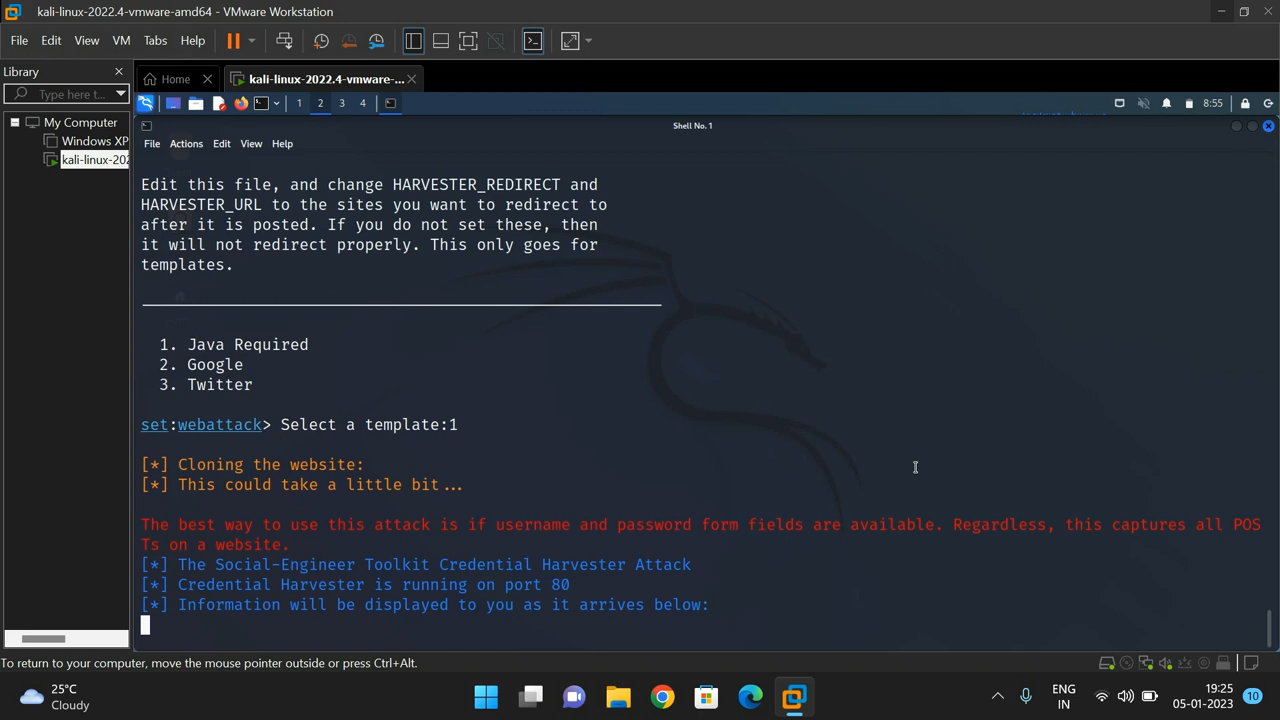 kali-linux-2022.4-vmware-amd64 - VMware Workstation
File Edit View VM Tabs Help
Library
Home
kali-linux-2022.4-vmware-...
Type here t...
1 2 3 4
8:55
My Computer
Windows XP
kali-linux-202
Shell No. 1
File Actions Edit View Help
Edit this file, and change HARVESTER_REDIRECT and
HARVESTER_URL to the sites you want to redirect to
after it is posted. If you do not set these, then
it will not redirect properly. This only goes for
templates.
1. Java Required
2. Google
3. Twitter
set:webattack> Select a template:1
[*] Cloning the website:
[*] This could take a little bit...
The best way to use this attack is if username and password form fields are available. Regardless, this captures all POS
Ts on a website.
[*] The Social-Engineer Toolkit Credential Harvester Attack
[*] Credential Harvester is running on port 80
[*] Information will be displayed to you as it arrives below:
To return to your computer, move the mouse pointer outside or press Ctrl+Alt.
25°C
Cloudy
ENG
IN
19:25
05-01-2023
10